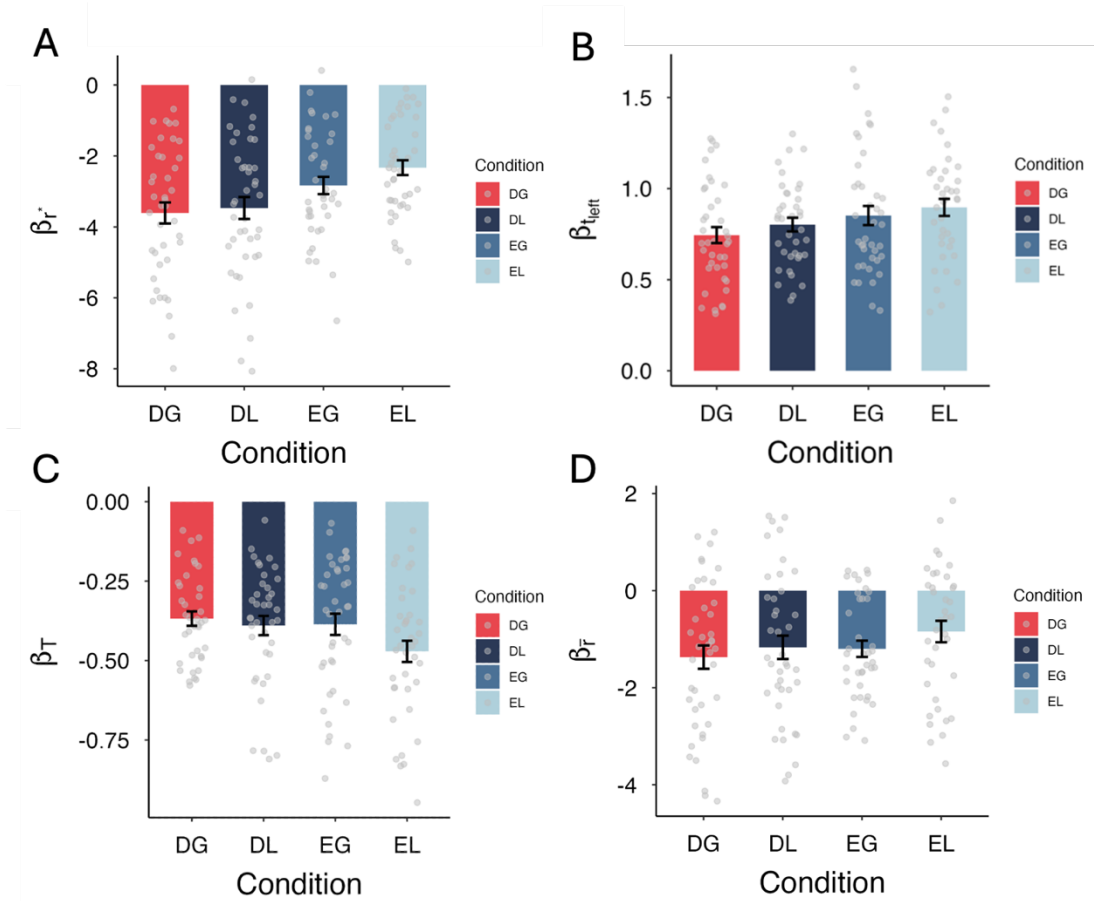 A
0
-2
-4
-6
-8
βr*
DG DL EG EL
Condition
Condition
DG
DL
EG
EL
B
1.5
1.0
0.5
0.0
βtleft
DG DL EG EL
Condition
Condition
DG
DL
EG
EL
C
0.00
-0.25
-0.50
-0.75
βT
DG DL EG EL
Condition
Condition
DG
DL
EG
EL
D
2
0
-2
-4
βr̄
DG DL EG EL
Condition
Condition
DG
DL
EG
EL